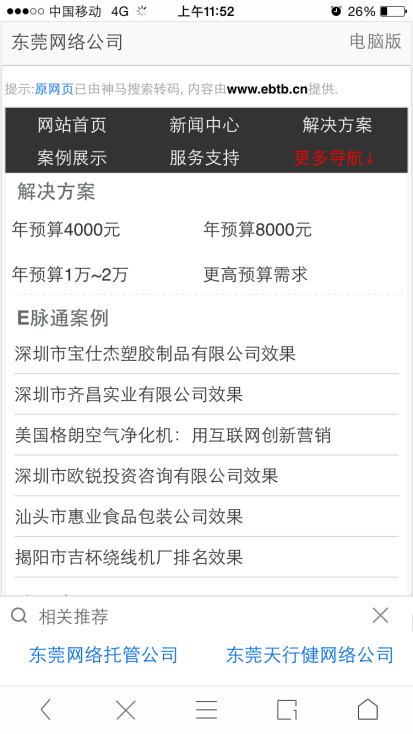 中国移动 4G 上午11:52 26%
东莞网络公司 电脑版
提示:原网页已由神马搜索转码, 内容由www.ebtb.cn提供.
网站首页 新闻中心 解决方案
案例展示 服务支持 更多导航↓
解决方案
年预算4000元 年预算8000元
年预算1万~2万 更高预算需求
E脉通案例
深圳市宝仕杰塑胶制品有限公司效果
深圳市齐昌实业有限公司效果
美国格朗空气净化机：用互联网创新营销
深圳市欧锐投资咨询有限公司效果
汕头市惠业食品包装公司效果
揭阳市吉杯绕线机厂排名效果
相关推荐
东莞网络托管公司 东莞天行健网络公司
1